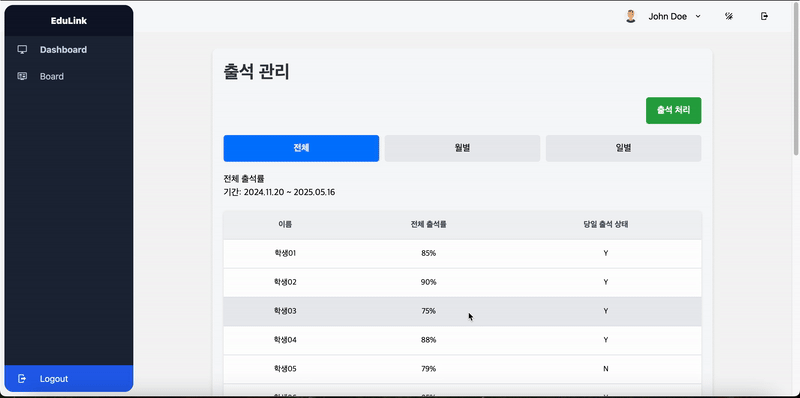 EduLink
John Doe
Dashboard
Board
출석 관리
출석 처리
전체 월별 일별
전체 출석률
기간: 2024.11.20 ~ 2025.05.16
이름 전체 출석률 당일 출석 상태
학생01 85% Y
학생02 90% Y
학생03 75% Y
학생04 88% Y
학생05 79% N
Logout